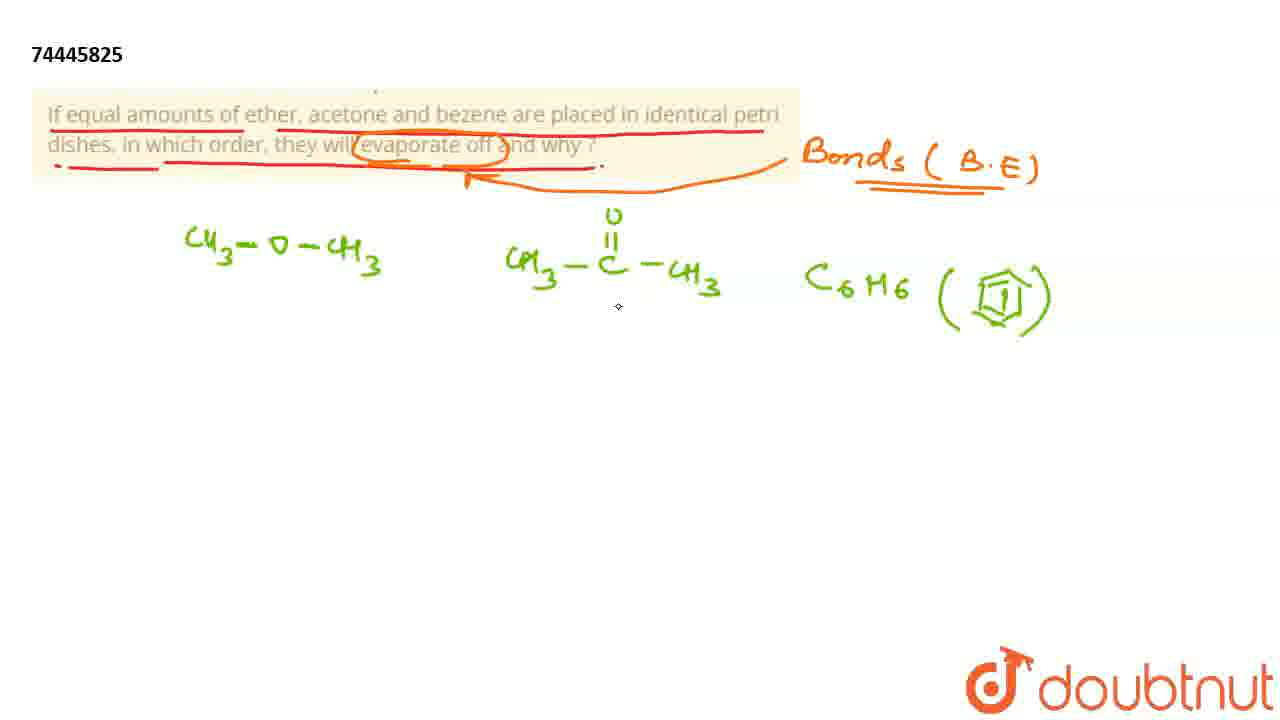 74445825
If equal amounts of ether, acetone and bezene are placed in identical petri
dishes, in which order, they will evaporate off and why ?
Bonds ( B.E )
O
||
CH3 – O – CH3 CH3 – C – CH3 C6H6 ( )
doubtnut